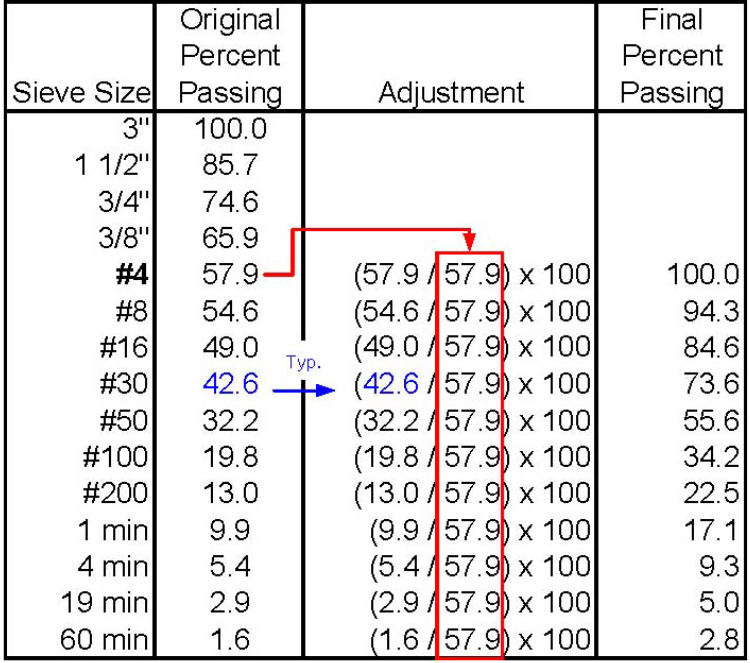 Sieve Size Original Percent Passing Adjustment Final Percent Passing
3" 100.0
1 1/2" 85.7
3/4" 74.6
3/8" 65.9
#4 57.9 (57.9 / 57.9) x 100 100.0
#8 54.6 (54.6 / 57.9) x 100 94.3
#16 49.0 (49.0 / 57.9) x 100 84.6
Typ.
#30 42.6 (42.6 / 57.9) x 100 73.6
#50 32.2 (32.2 / 57.9) x 100 55.6
#100 19.8 (19.8 / 57.9) x 100 34.2
#200 13.0 (13.0 / 57.9) x 100 22.5
1 min 9.9 (9.9 / 57.9) x 100 17.1
4 min 5.4 (5.4 / 57.9) x 100 9.3
19 min 2.9 (2.9 / 57.9) x 100 5.0
60 min 1.6 (1.6 / 57.9) x 100 2.8